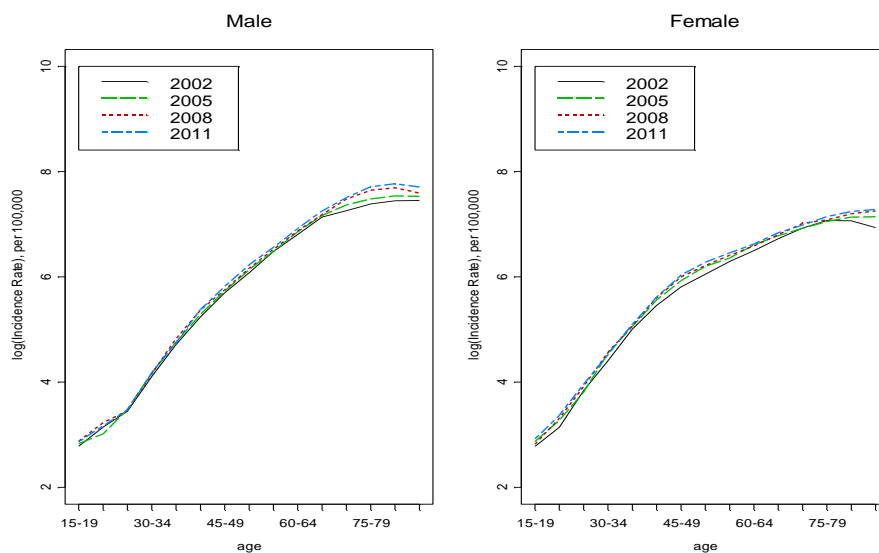 Male
10
8
6
4
2
log(Incidence Rate), per 100,000
2002
2005
2008
2011
15-19 30-34 45-49 60-64 75-79
age
Female
10
8
6
4
2
log(Incidence Rate), per 100,000
2002
2005
2008
2011
15-19 30-34 45-49 60-64 75-79
age